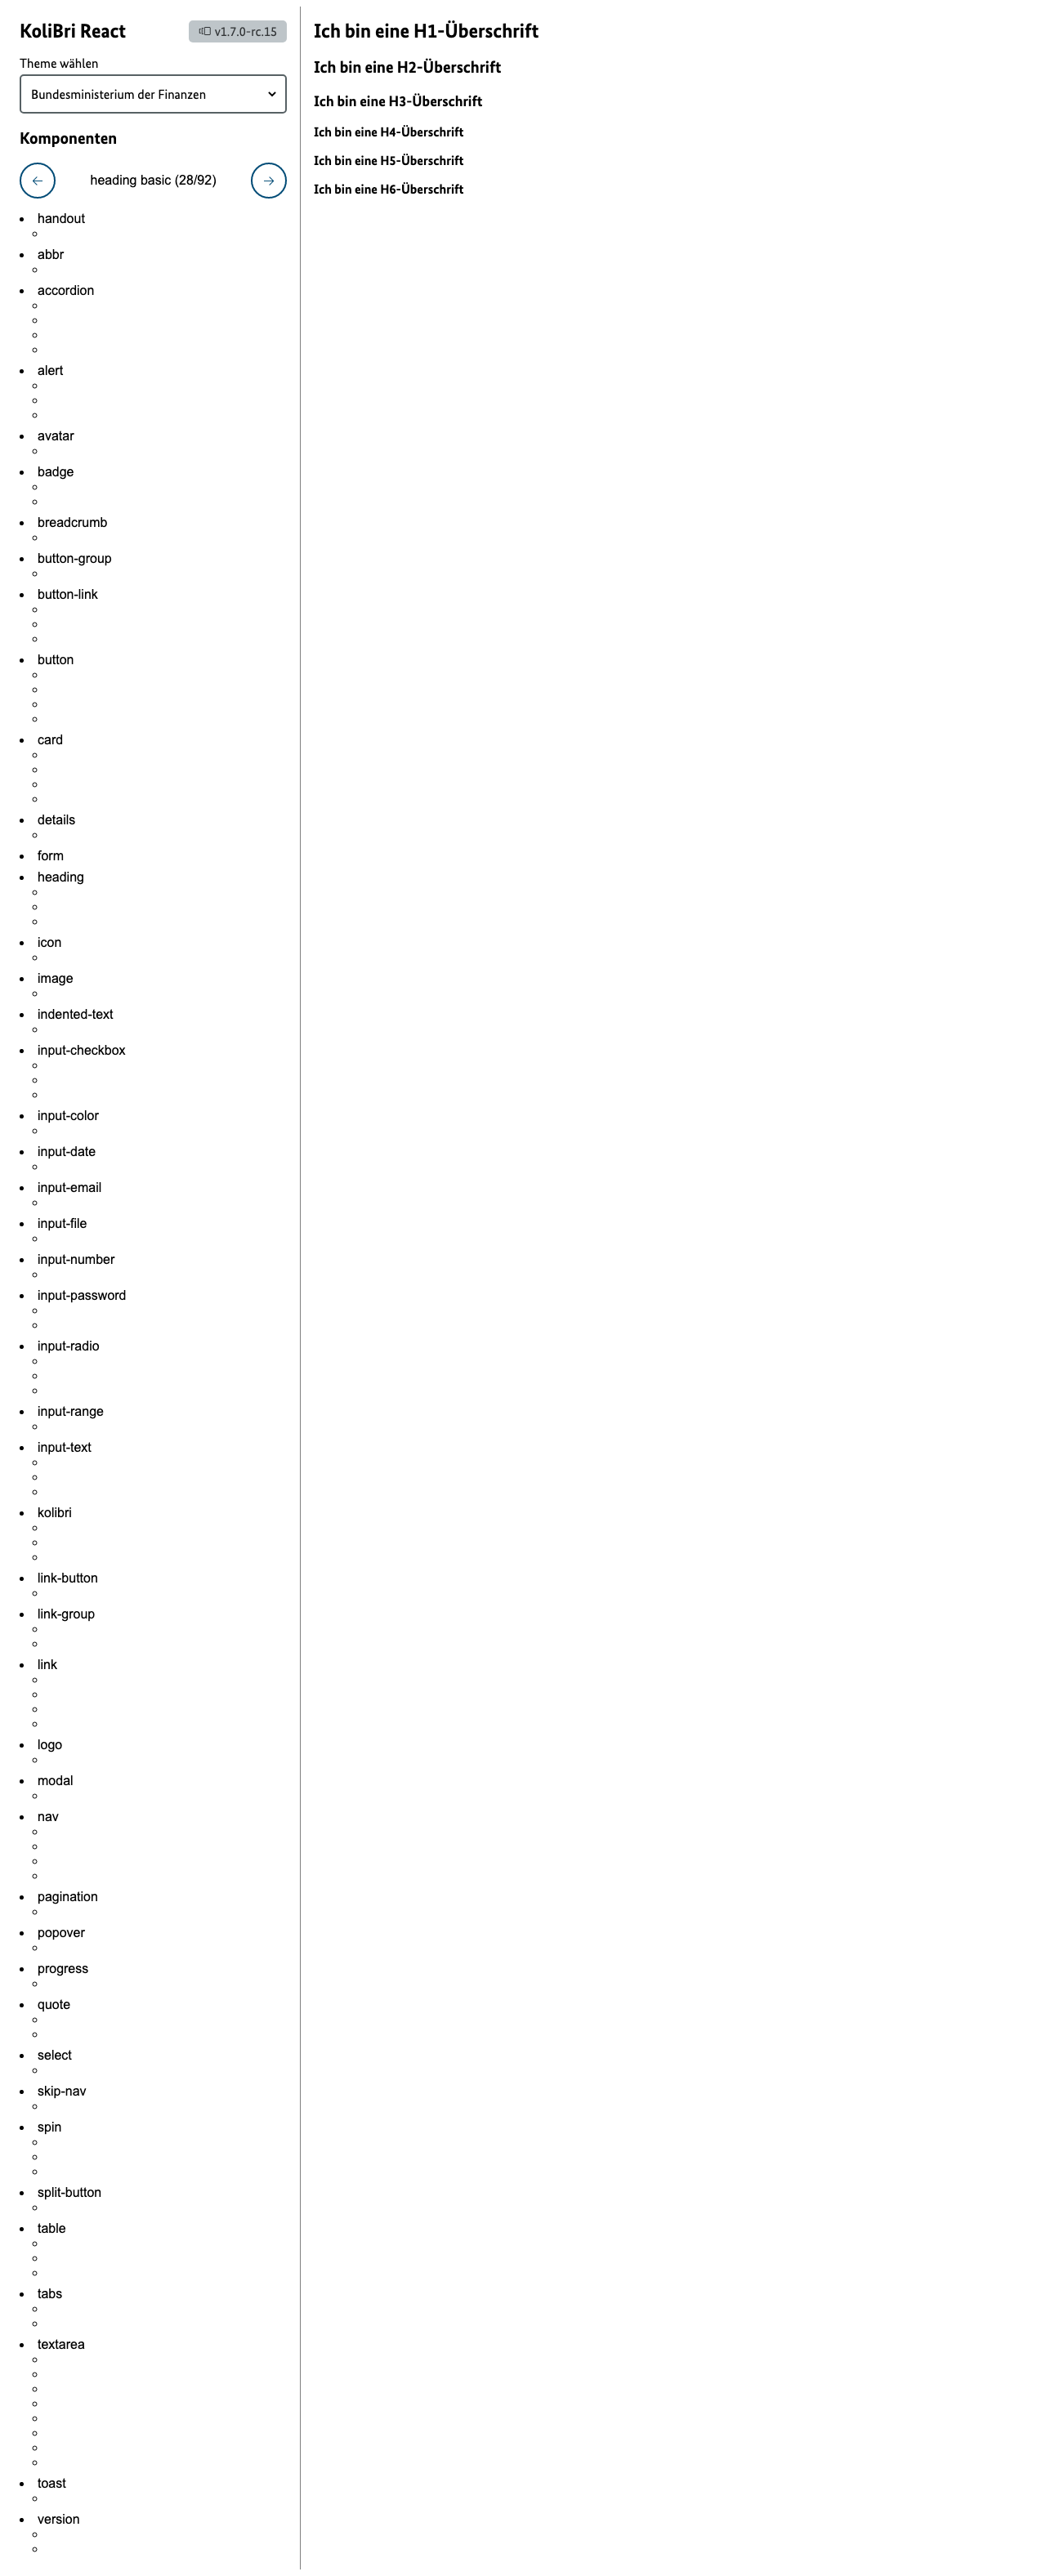 KoliBri React
v1.7.0-rc.15
Theme wählen
Bundesministerium der Finanzen
Komponenten
heading basic (28/92)
handout
abbr
accordion
alert
avatar
badge
breadcrumb
button-group
button-link
button
card
details
form
heading
icon
image
indented-text
input-checkbox
input-color
input-date
input-email
input-file
input-number
input-password
input-radio
input-range
input-text
kolibri
link-button
link-group
link
logo
modal
nav
pagination
popover
progress
quote
select
skip-nav
spin
split-button
table
tabs
textarea
toast
version
Ich bin eine H1-Überschrift
Ich bin eine H2-Überschrift
Ich bin eine H3-Überschrift
Ich bin eine H4-Überschrift
Ich bin eine H5-Überschrift
Ich bin eine H6-Überschrift